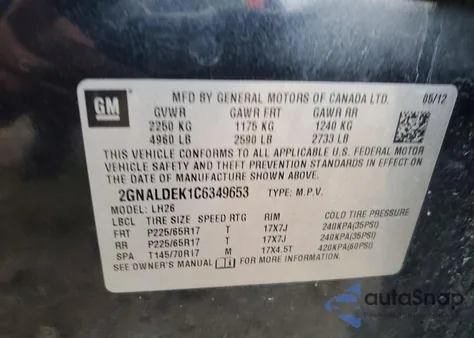 GM
MFD BY GENERAL MOTORS OF CANADA LTD. 05/12
GVWR GAWR FRT GAWR RR
2250 KG 1175 KG 1240 KG
4960 LB 2590 LB 2733 LB
THIS VEHICLE CONFORMS TO ALL APPLICABLE U.S. FEDERAL MOTOR
VEHICLE SAFETY AND THEFT PREVENTION STANDARDS IN EFFECT ON THE
DATE OF MANUFACTURE SHOWN ABOVE.
2GNALDEK1C6349653 TYPE: M.P.V.
MODEL: LH26
LBCL TIRE SIZE SPEED RTG RIM COLD TIRE PRESSURE
FRT P225/65R17 T 17X7J 240KPA(35PSI)
RR P225/65R17 T 17X7J 240KPA(35PSI)
SPA T145/70R17 M 17X4.5T 420KPA(60PSI)
SEE OWNER'S MANUAL FOR MORE INFORMATION.
autoSnap